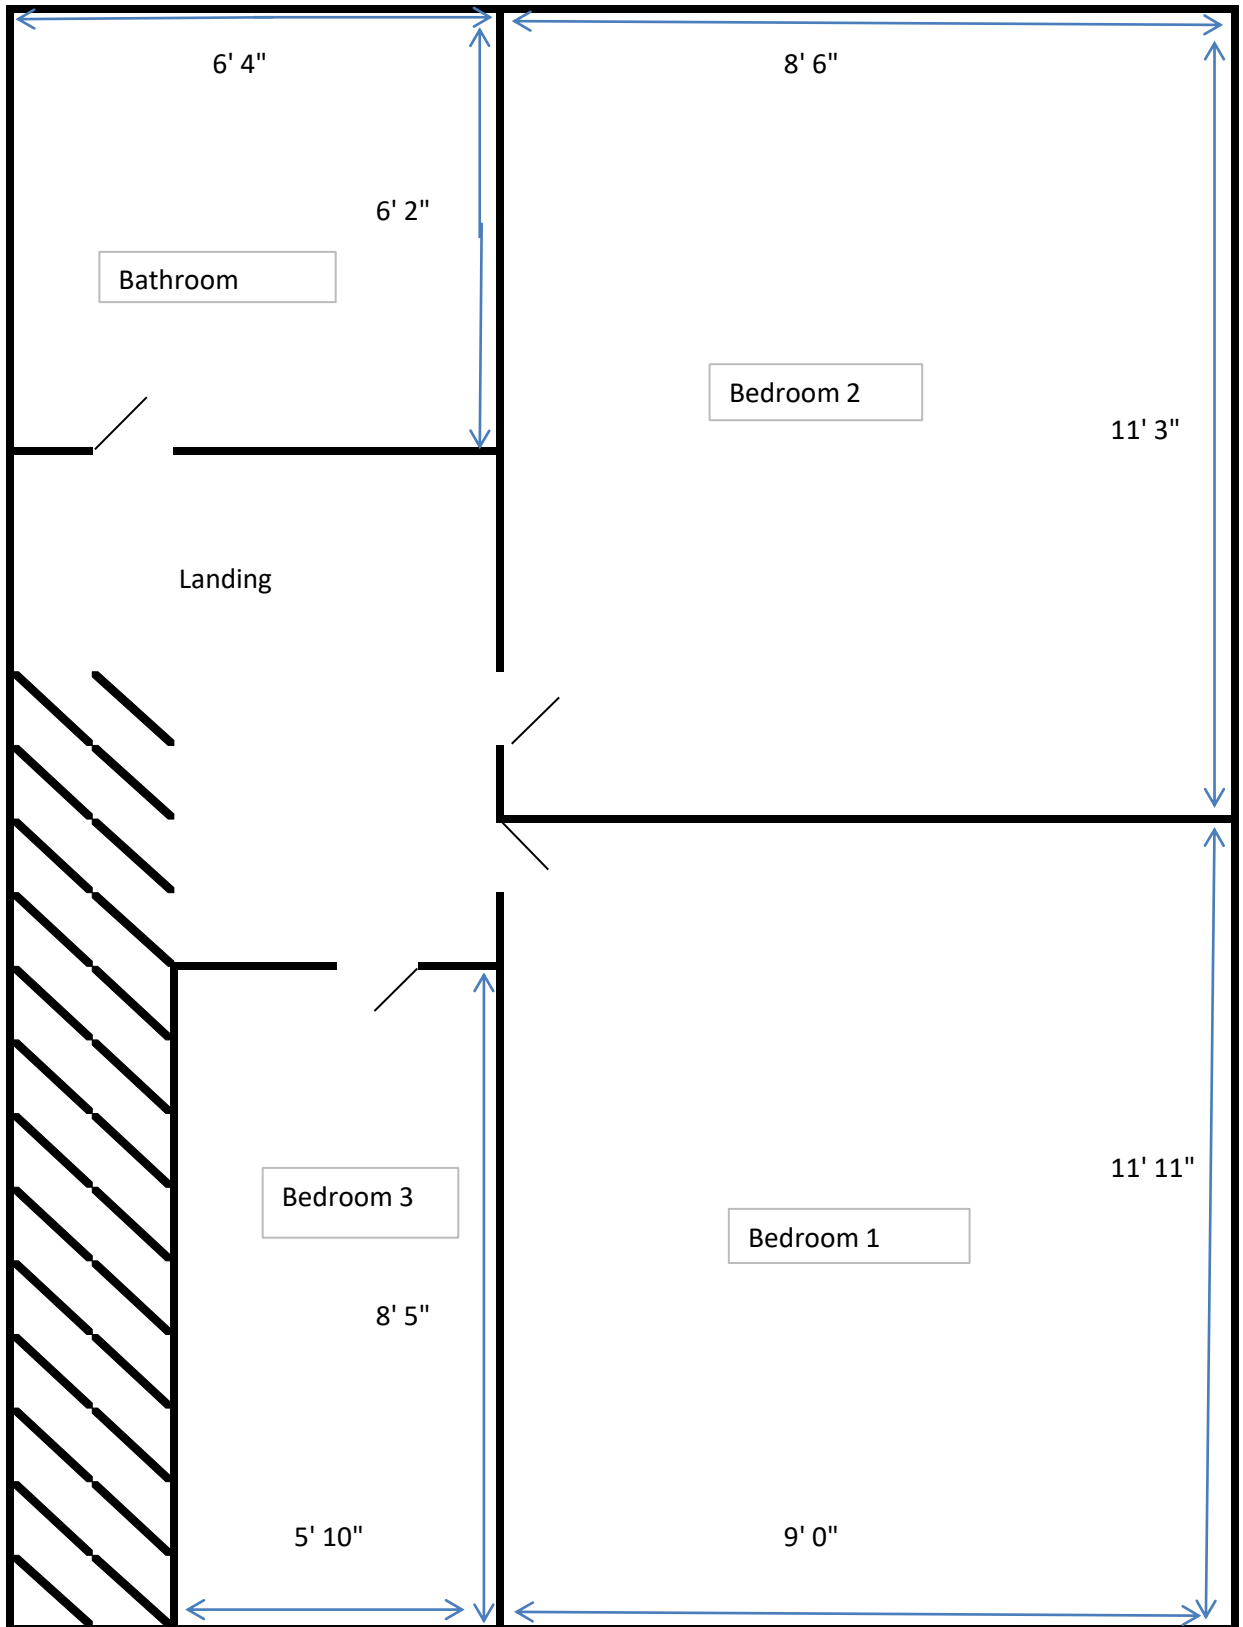 6' 4"
8' 6"
6' 2"
Bathroom
Bedroom 2
11' 3"
Landing
11' 11"
Bedroom 3
Bedroom 1
8' 5"
5' 10"
9' 0"